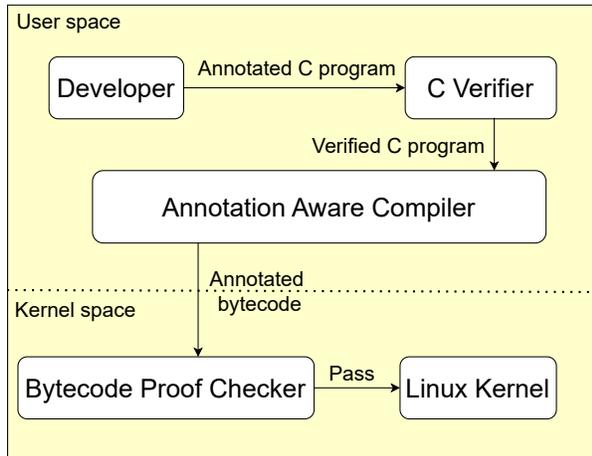 User space
Annotated C program
Developer
C Verifier
Verified C program
Annotation Aware Compiler
Annotated
bytecode
Kernel space
Pass
Bytecode Proof Checker
Linux Kernel